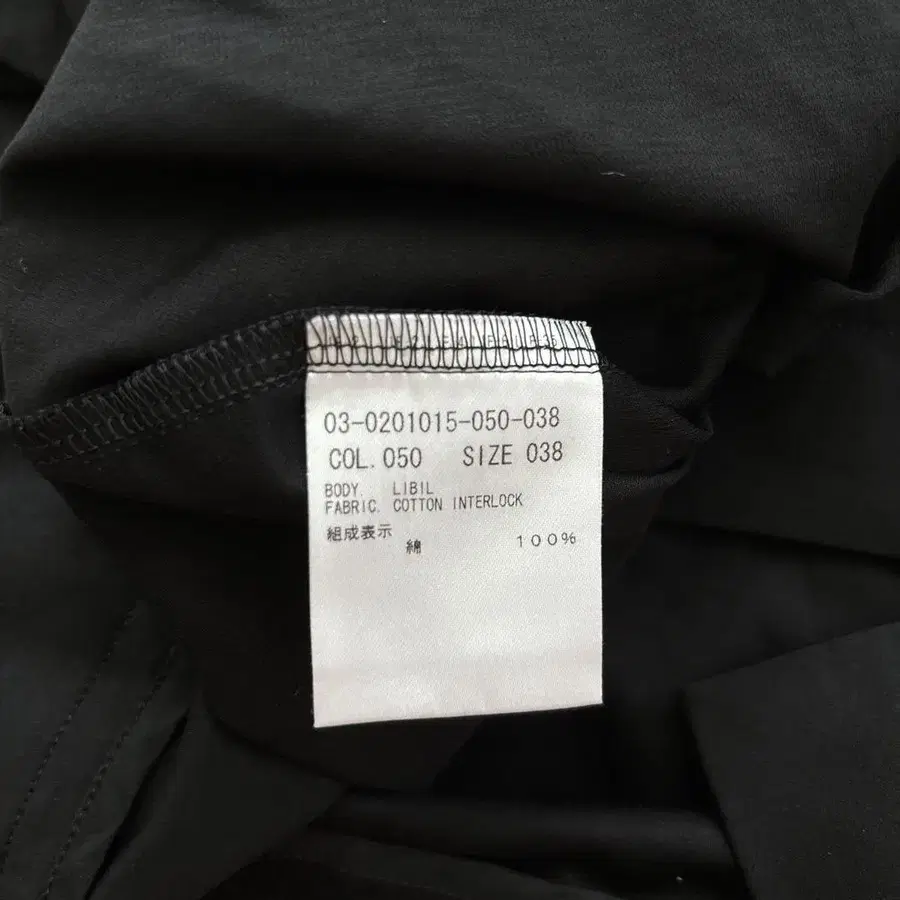 03-0201015-050-038
COL. 050 SIZE 038
BODY. LIBIL
FABRIC. COTTON INTERLOCK
組成表示
綿 100%